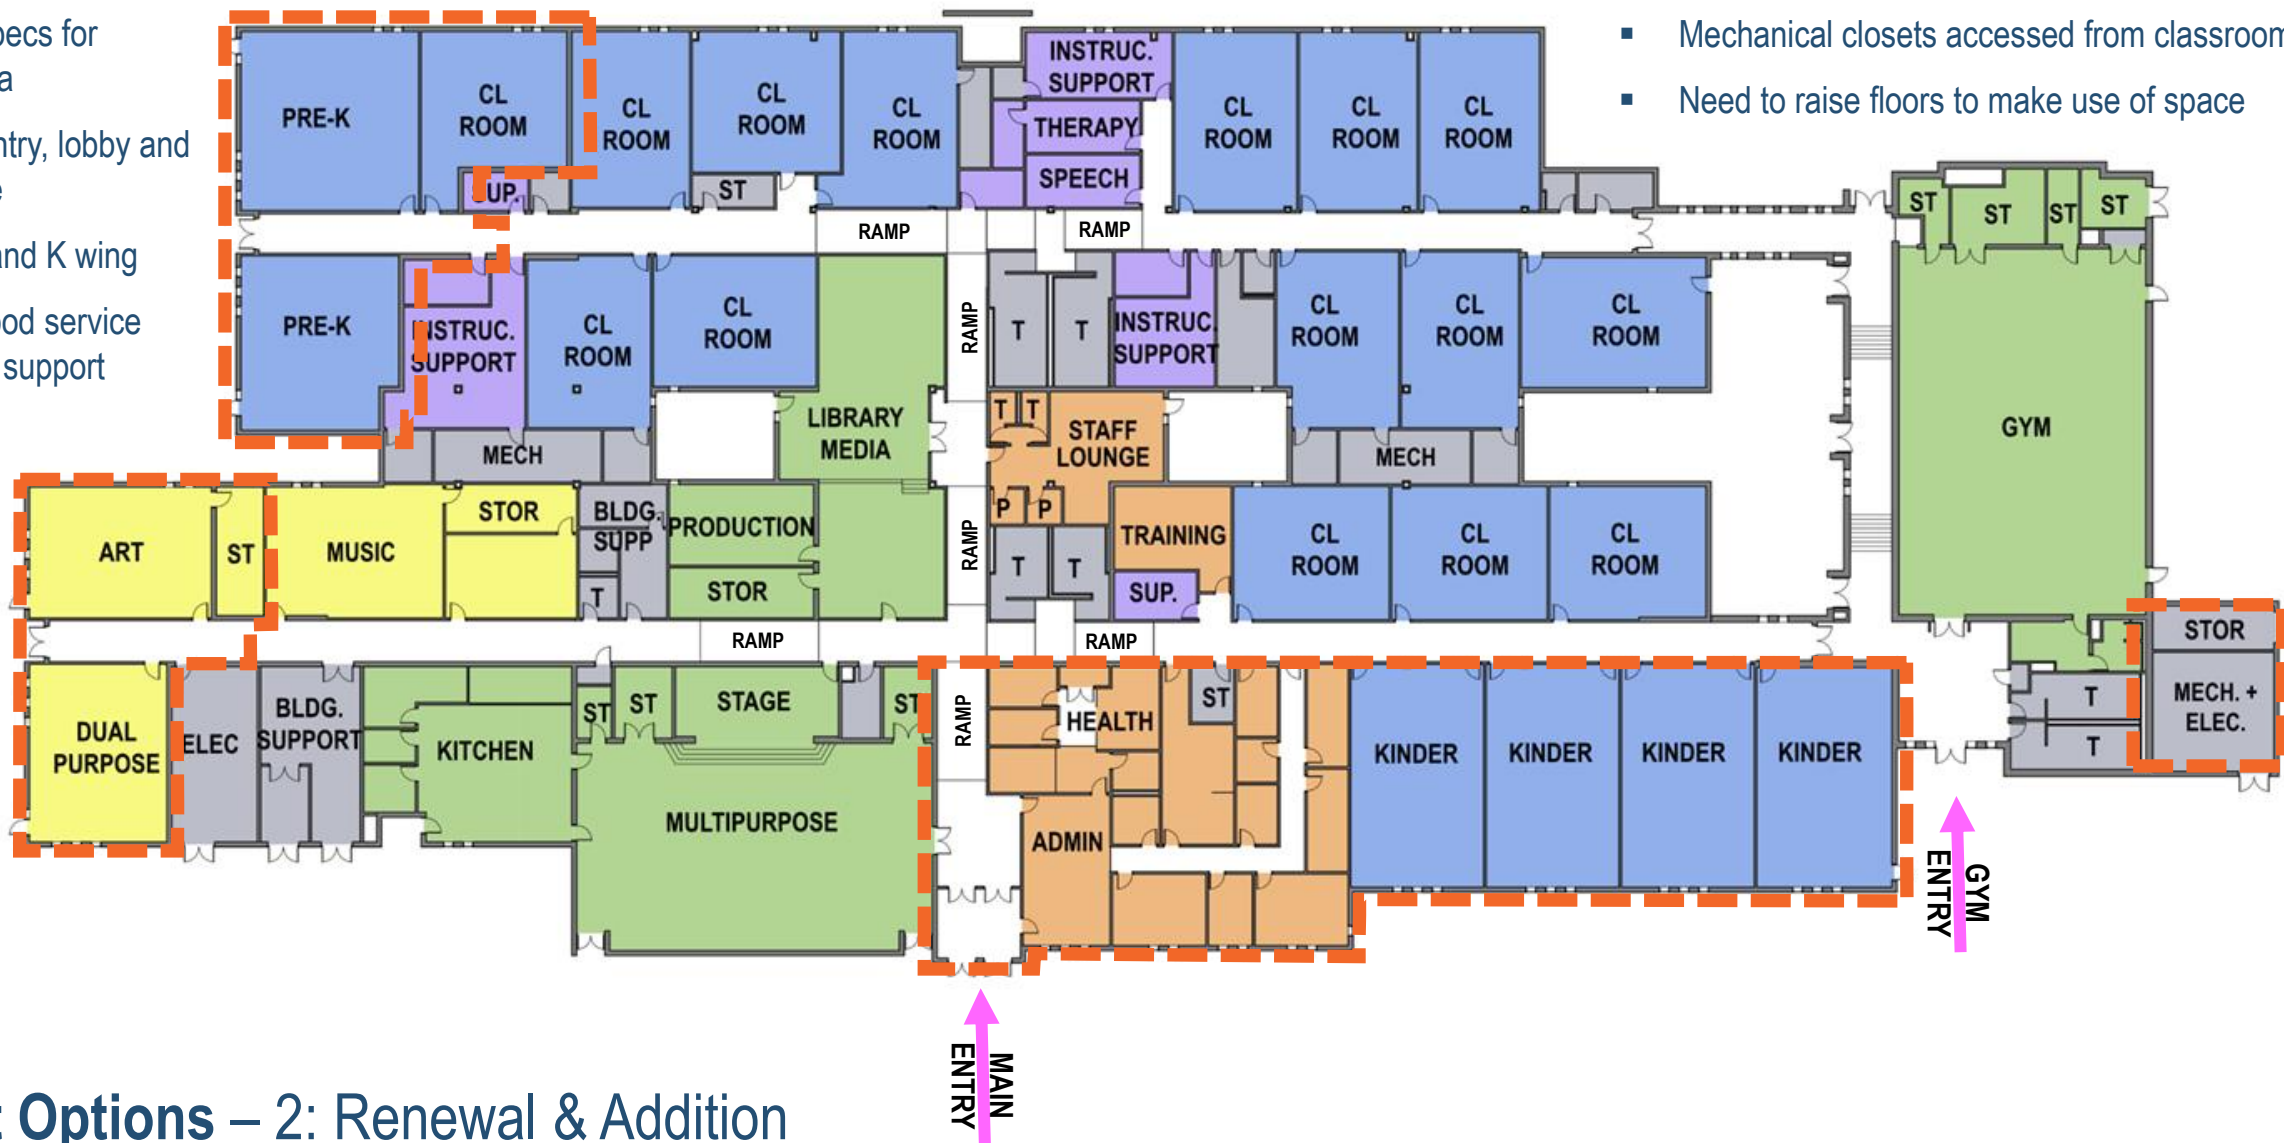 ecs for
a
ntry, lobby and
e
and K wing
ood service
support
▪ Mechanical closets accessed from classroom
▪ Need to raise floors to make use of space
PRE-K
CL
ROOM
CL
ROOM
CL
ROOM
CL
ROOM
INSTRUC.
SUPPORT
THERAPY
SPEECH
CL
ROOM
CL
ROOM
CL
ROOM
SUP.
ST
RAMP
RAMP
ST
ST
ST
ST
PRE-K
INSTRUC.
SUPPORT
CL
ROOM
CL
ROOM
RAMP
T
T
INSTRUC.
SUPPORT
CL
ROOM
CL
ROOM
CL
ROOM
LIBRARY
MEDIA
T
T
STAFF
LOUNGE
GYM
MECH
MECH
P
P
ART
ST
MUSIC
STOR
BLDG.
SUPP
T
PRODUCTION
STOR
RAMP
T
T
TRAINING
SUP.
CL
ROOM
CL
ROOM
CL
ROOM
RAMP
RAMP
STOR
DUAL
PURPOSE
ELEC
BLDG.
SUPPORT
KITCHEN
ST
ST
STAGE
ST
RAMP
HEALTH
ST
KINDER
KINDER
KINDER
KINDER
T
T
MECH. +
ELEC.
MULTIPURPOSE
ADMIN
GYM
ENTRY
MAIN
ENTRY
: Options – 2: Renewal & Addition